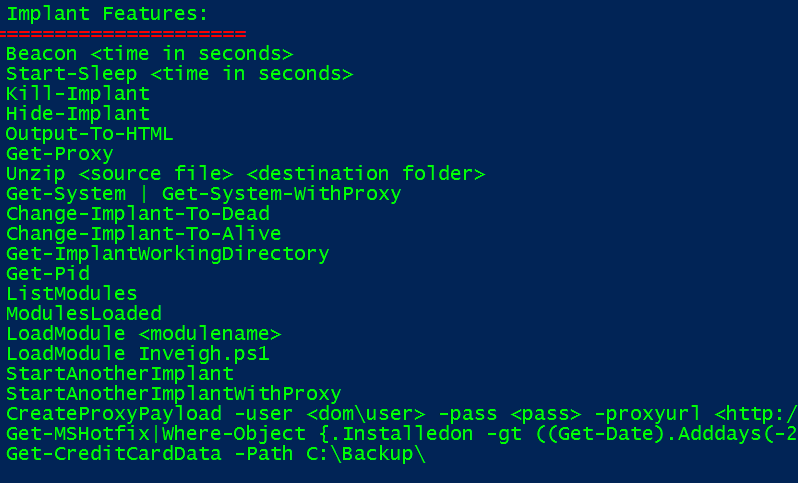 Implant Features:
=====================
Beacon <time in seconds>
Start-Sleep <time in seconds>
Kill-Implant
Hide-Implant
Output-To-HTML
Get-Proxy
Unzip <source file> <destination folder>
Get-System | Get-System-WithProxy
Change-Implant-To-Dead
Change-Implant-To-Alive
Get-ImplantWorkingDirectory
Get-Pid
ListModules
ModulesLoaded
LoadModule <modulename>
LoadModule Inveigh.ps1
StartAnotherImplant
StartAnotherImplantWithProxy
CreateProxyPayload -user <dom\user> -pass <pass> -proxyurl <http:/
Get-MSHotfix|Where-Object {.Installedon -gt ((Get-Date).Adddays(-2
Get-CreditCardData -Path C:\Backup\